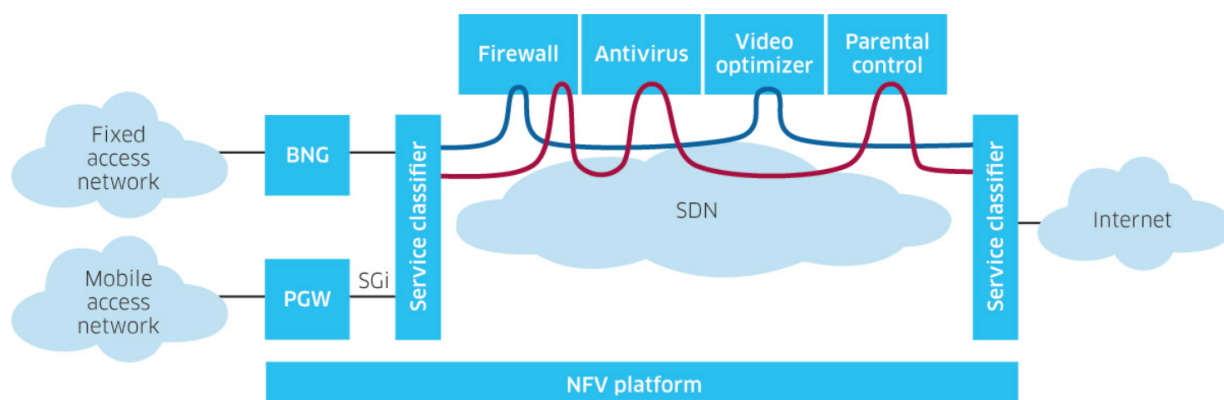 Firewall
Antivirus
Video
optimizer
Parental
control
Fixed
access
network
BNG
Service classifier
SDN
Service classifier
Internet
Mobile
access
network
PGW
SGi
NFV platform